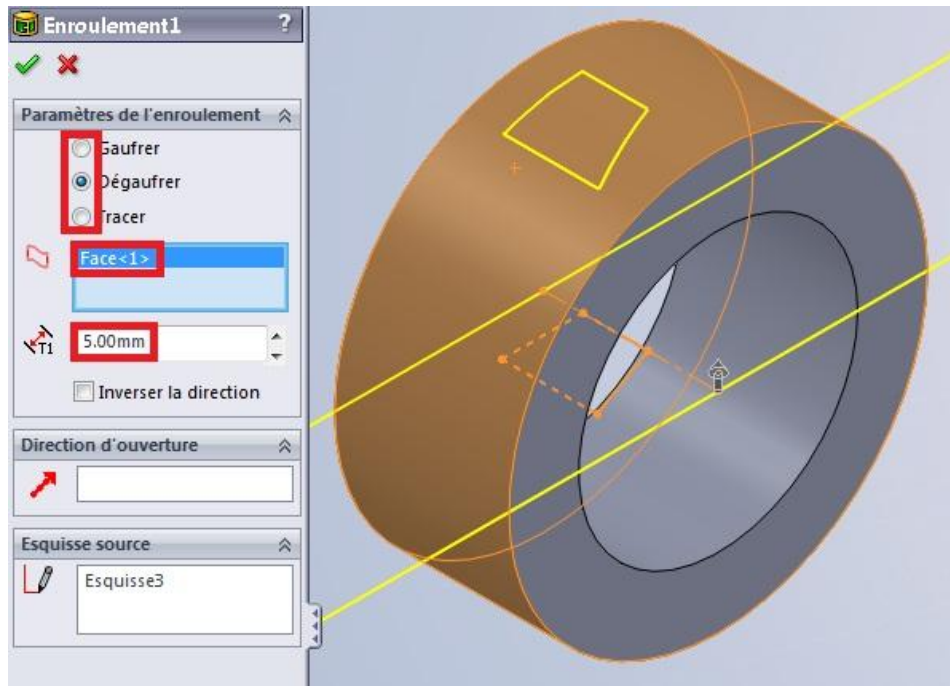 Enroulement1 ?
Paramètres de l'enroulement
Gaufrer
Dégaufrer
Tracer
Face<1>
T1 5.00mm
Inverser la direction
Direction d'ouverture
Esquisse source
Esquisse3